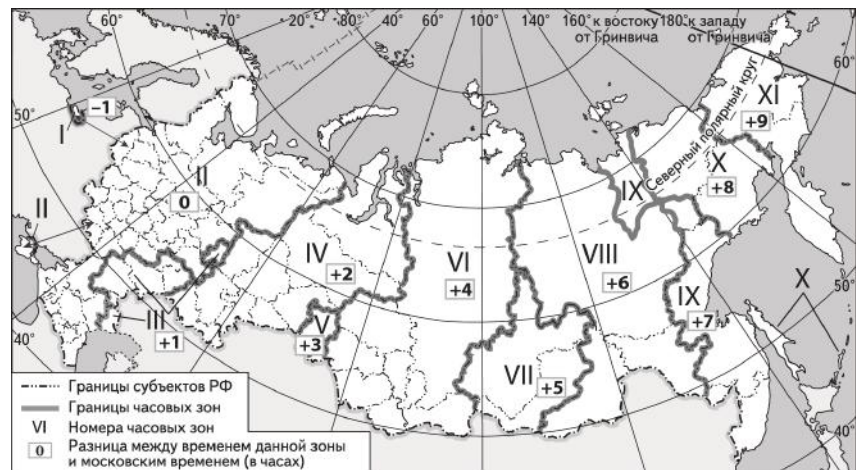 60° 70° 20° 80° 60° 80° 100° 140° 160° к востоку от Гринвича 180° к западу от Гринвича
60°
50°
−1
I
Северный полярный круг
XI
+9
II
0
X
+8
IX
II
IV
+2
VI
+4
VIII
+6
X
III
+1
V
+3
IX
+7
50°
40°
VII
+5
40°
Границы субъектов РФ
Границы часовых зон
VI Номера часовых зон
0 Разница между временем данной зоны
и московским временем (в часах)